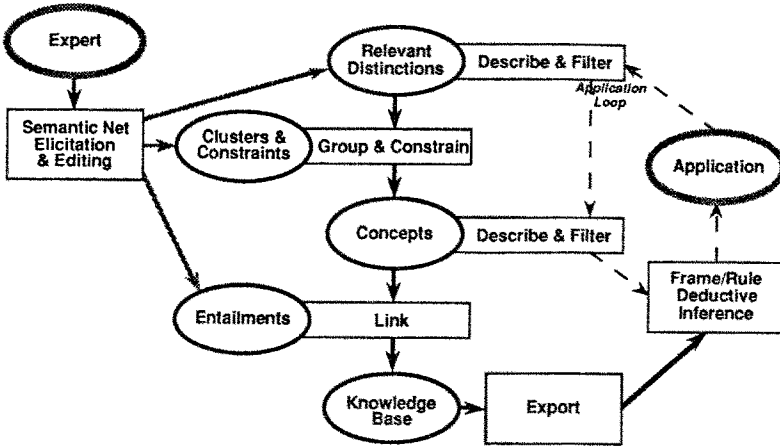 Expert
Relevant
Distinctions
Describe & Filter
Application
Loop
Semantic Net
Elicitation
& Editing
Clusters &
Constraints
Group & Constrain
Application
Concepts
Describe & Filter
Frame/Rule
Deductive
Inference
Entailments
Link
Knowledge
Base
Export